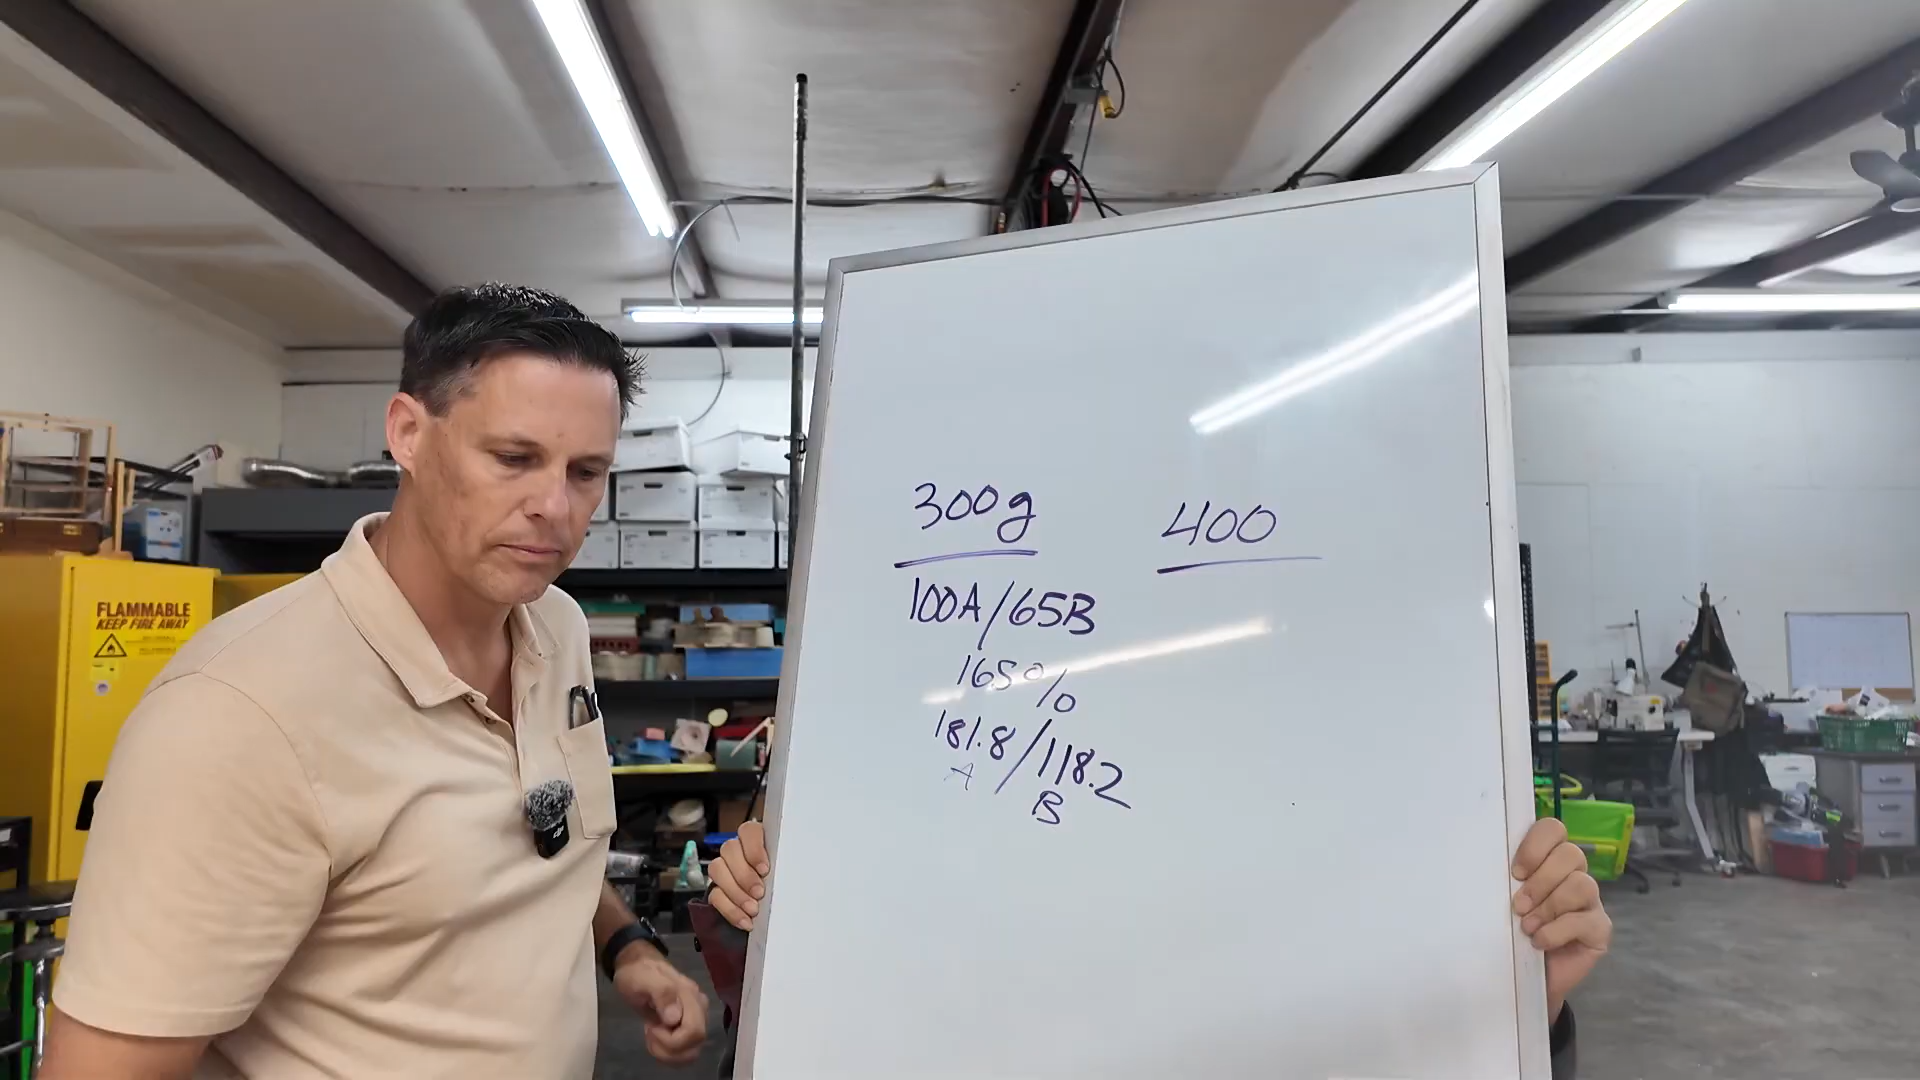 FLAMMABLE
KEEP FIRE AWAY
300g
100A/65B
165%
181.8/118.2
A
B
400